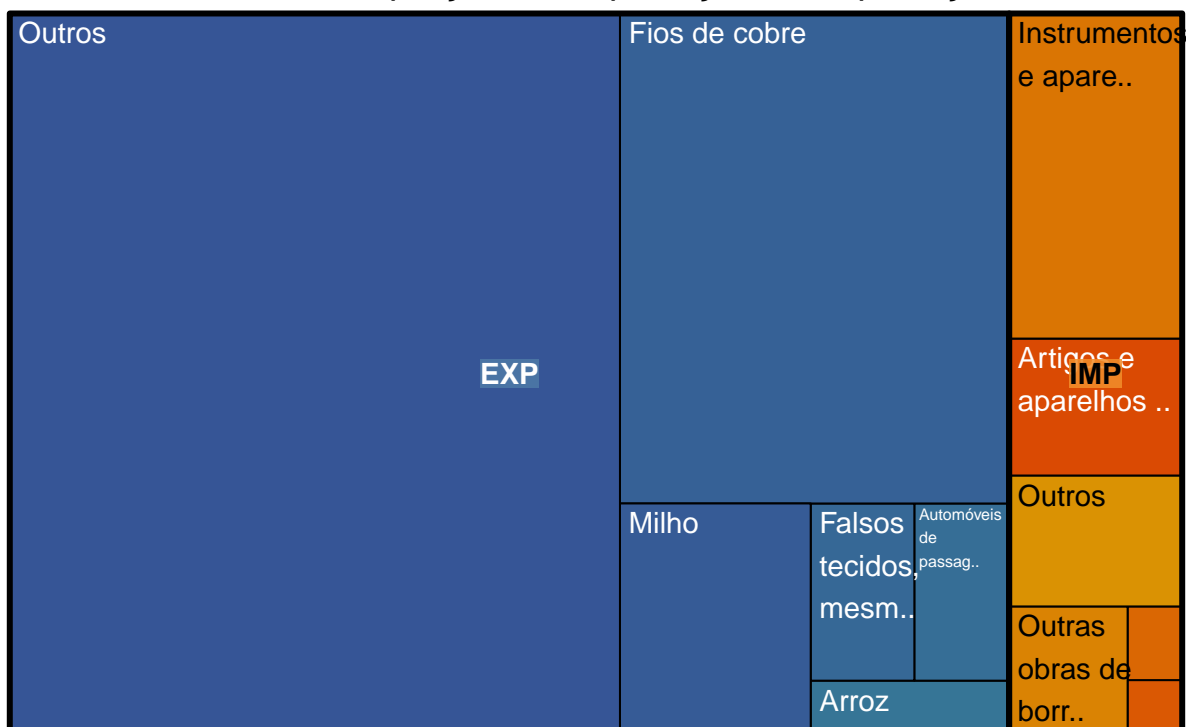 Outros
Fios de cobre
Instrumentos
e apare..
EXP
Artigos e
aparelhos ..
IMP
Outros
Milho
Falsos
tecidos,
mesm..
Automóveis
de
passag..
Arroz
Outras
obras de
borr..